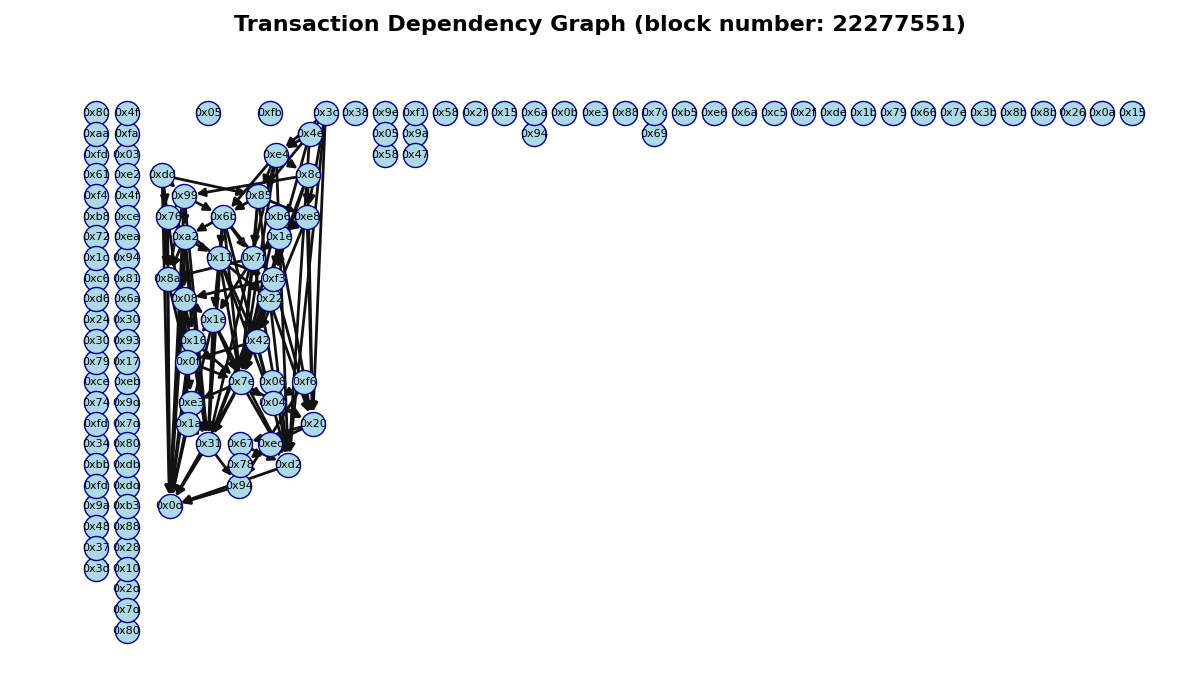 Transaction Dependency Graph (block number: 22277551)
0x80 0x4f 0x05 0xfb 0x3c 0x38 0x9e 0xf1 0x58 0x2f 0x15 0x6a 0x0b 0xe3 0x88 0x7c 0xb5 0xe6 0x6a 0xc5 0x2f 0xde 0x1b 0x79 0x66 0x7e 0x3b 0x8b 0x8b 0x26 0x0a 0x15
0xaa 0xfa 0x4e 0x05 0x9a 0x94 0x69
0xfd 0x03 0xe4 0x58 0x47
0x61 0xe2 0xdd 0x8c
0xf4 0x4f 0x99 0x85
0xb8 0xce 0x76 0x6b 0xb6 0xe8
0x72 0xea 0xa2 0x1e
0x1c 0x94 0x11 0x7f
0xc6 0x81 0x8a 0xf3
0xd6 0x6a 0x08 0x22
0x24 0x30 0x1e
0x30 0x93 0x16 0x42
0x79 0x17 0x0f
0xce 0xeb 0x7e 0x06 0xf6
0x74 0x9d 0xe3 0x04
0xfd 0x7d 0x1a 0x20
0x34 0x80 0x31 0x67 0xec
0xbb 0xdb 0x78 0xd2
0xfd 0xdd 0x94
0x9a 0xb3 0x0d
0x48 0x88
0x37 0x28
0x3c 0x10
0x2d
0x7d
0x80